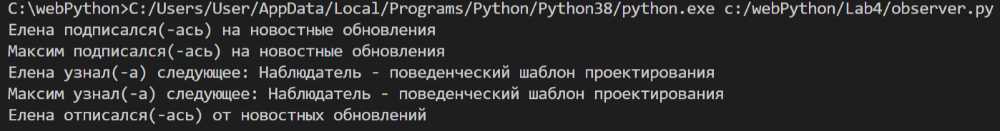 C:\webPython>C:/Users/User/AppData/Local/Programs/Python/Python38/python.exe c:/webPython/Lab4/observer.py
Елена подписался(-ась) на новостные обновления
Максим подписался(-ась) на новостные обновления
Елена узнал(-а) следующее: Наблюдатель - поведенческий шаблон проектирования
Максим узнал(-а) следующее: Наблюдатель - поведенческий шаблон проектирования
Елена отписался(-ась) от новостных обновлений